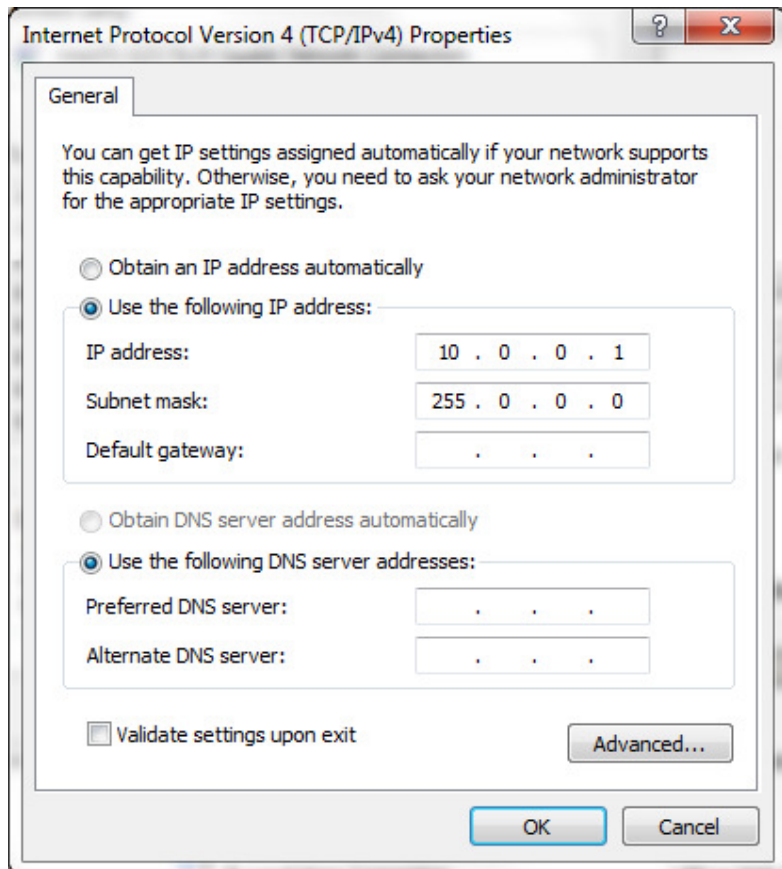 Internet Protocol Version 4 (TCP/IPv4) Properties
?
X
General
You can get IP settings assigned automatically if your network supports
this capability. Otherwise, you need to ask your network administrator
for the appropriate IP settings.
Obtain an IP address automatically
Use the following IP address:
IP address: 10 . 0 . 0 . 1
Subnet mask: 255 . 0 . 0 . 0
Default gateway: . . .
Obtain DNS server address automatically
Use the following DNS server addresses:
Preferred DNS server: . . .
Alternate DNS server: . . .
Validate settings upon exit
Advanced...
OK Cancel